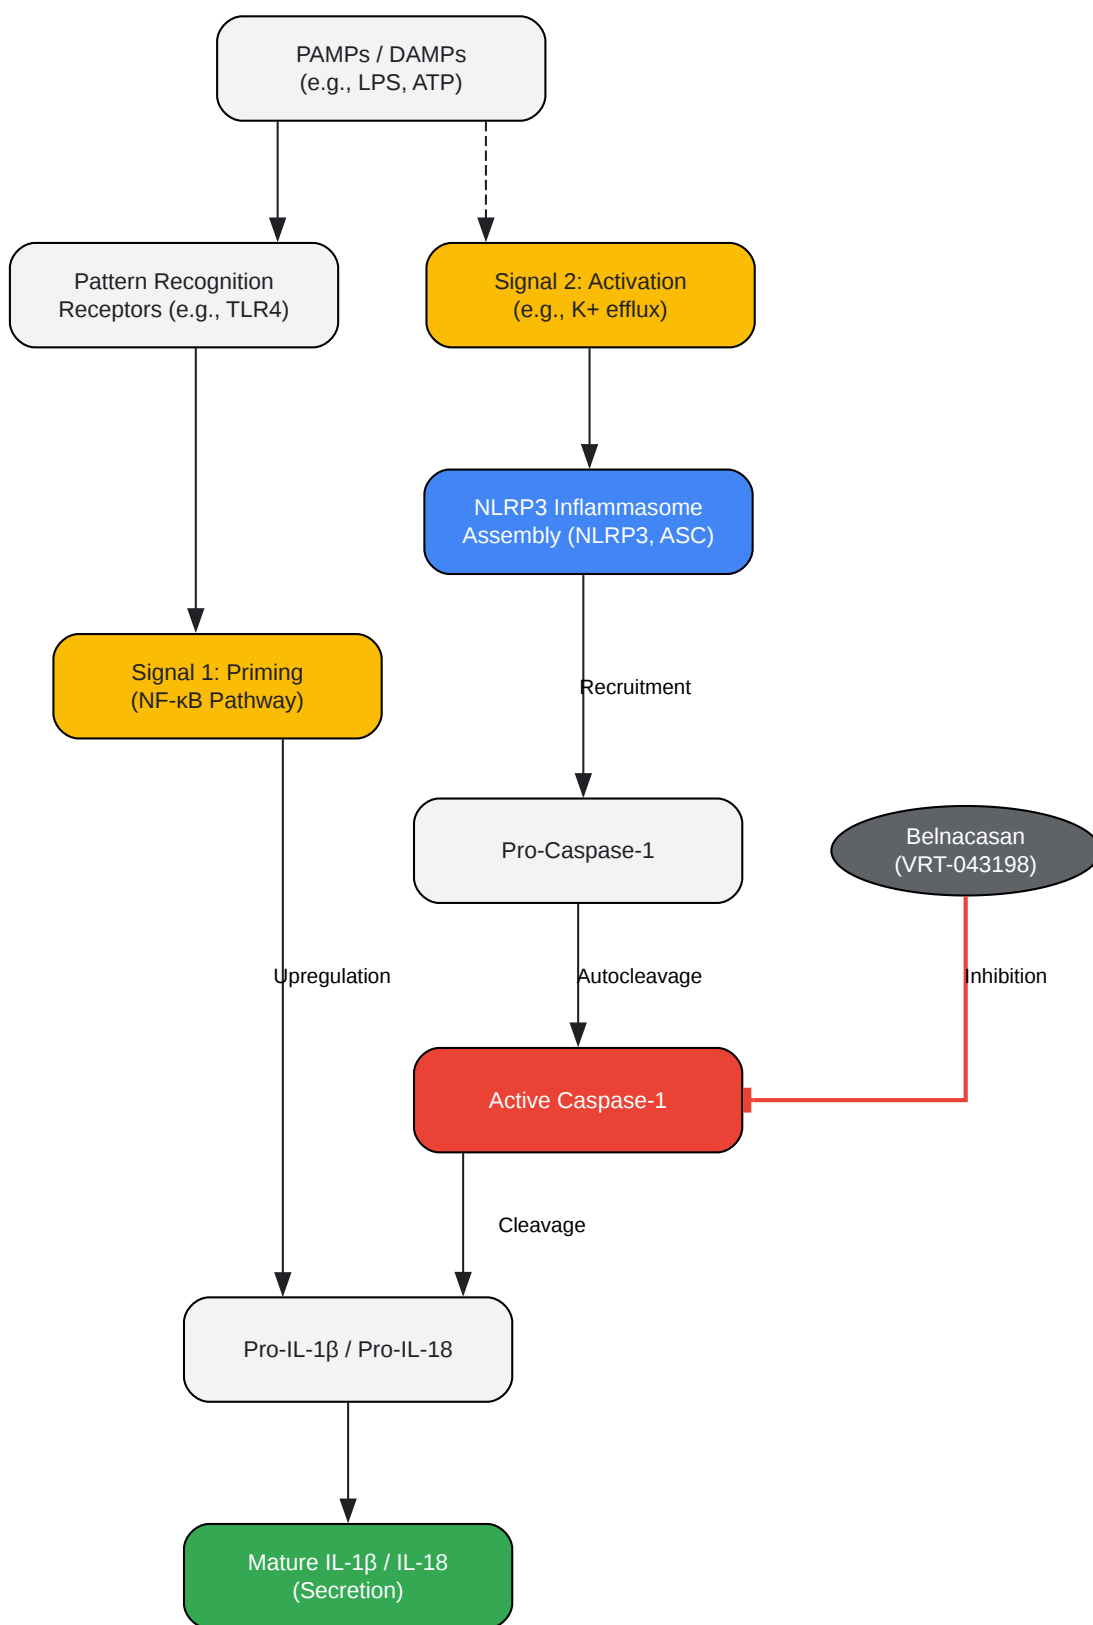 PAMPs / DAMPs
(e.g., LPS, ATP)
Pattern Recognition
Receptors (e.g., TLR4)
Signal 2: Activation
(e.g., K+ efflux)
NLRP3 Inflammasome
Assembly (NLRP3, ASC)
Signal 1: Priming
(NF-κB Pathway)
Recruitment
Pro-Caspase-1
Belnacasan
(VRT-043198)
Upregulation
Autocleavage
Inhibition
Active Caspase-1
Cleavage
Pro-IL-1β / Pro-IL-18
Mature IL-1β / IL-18
(Secretion)